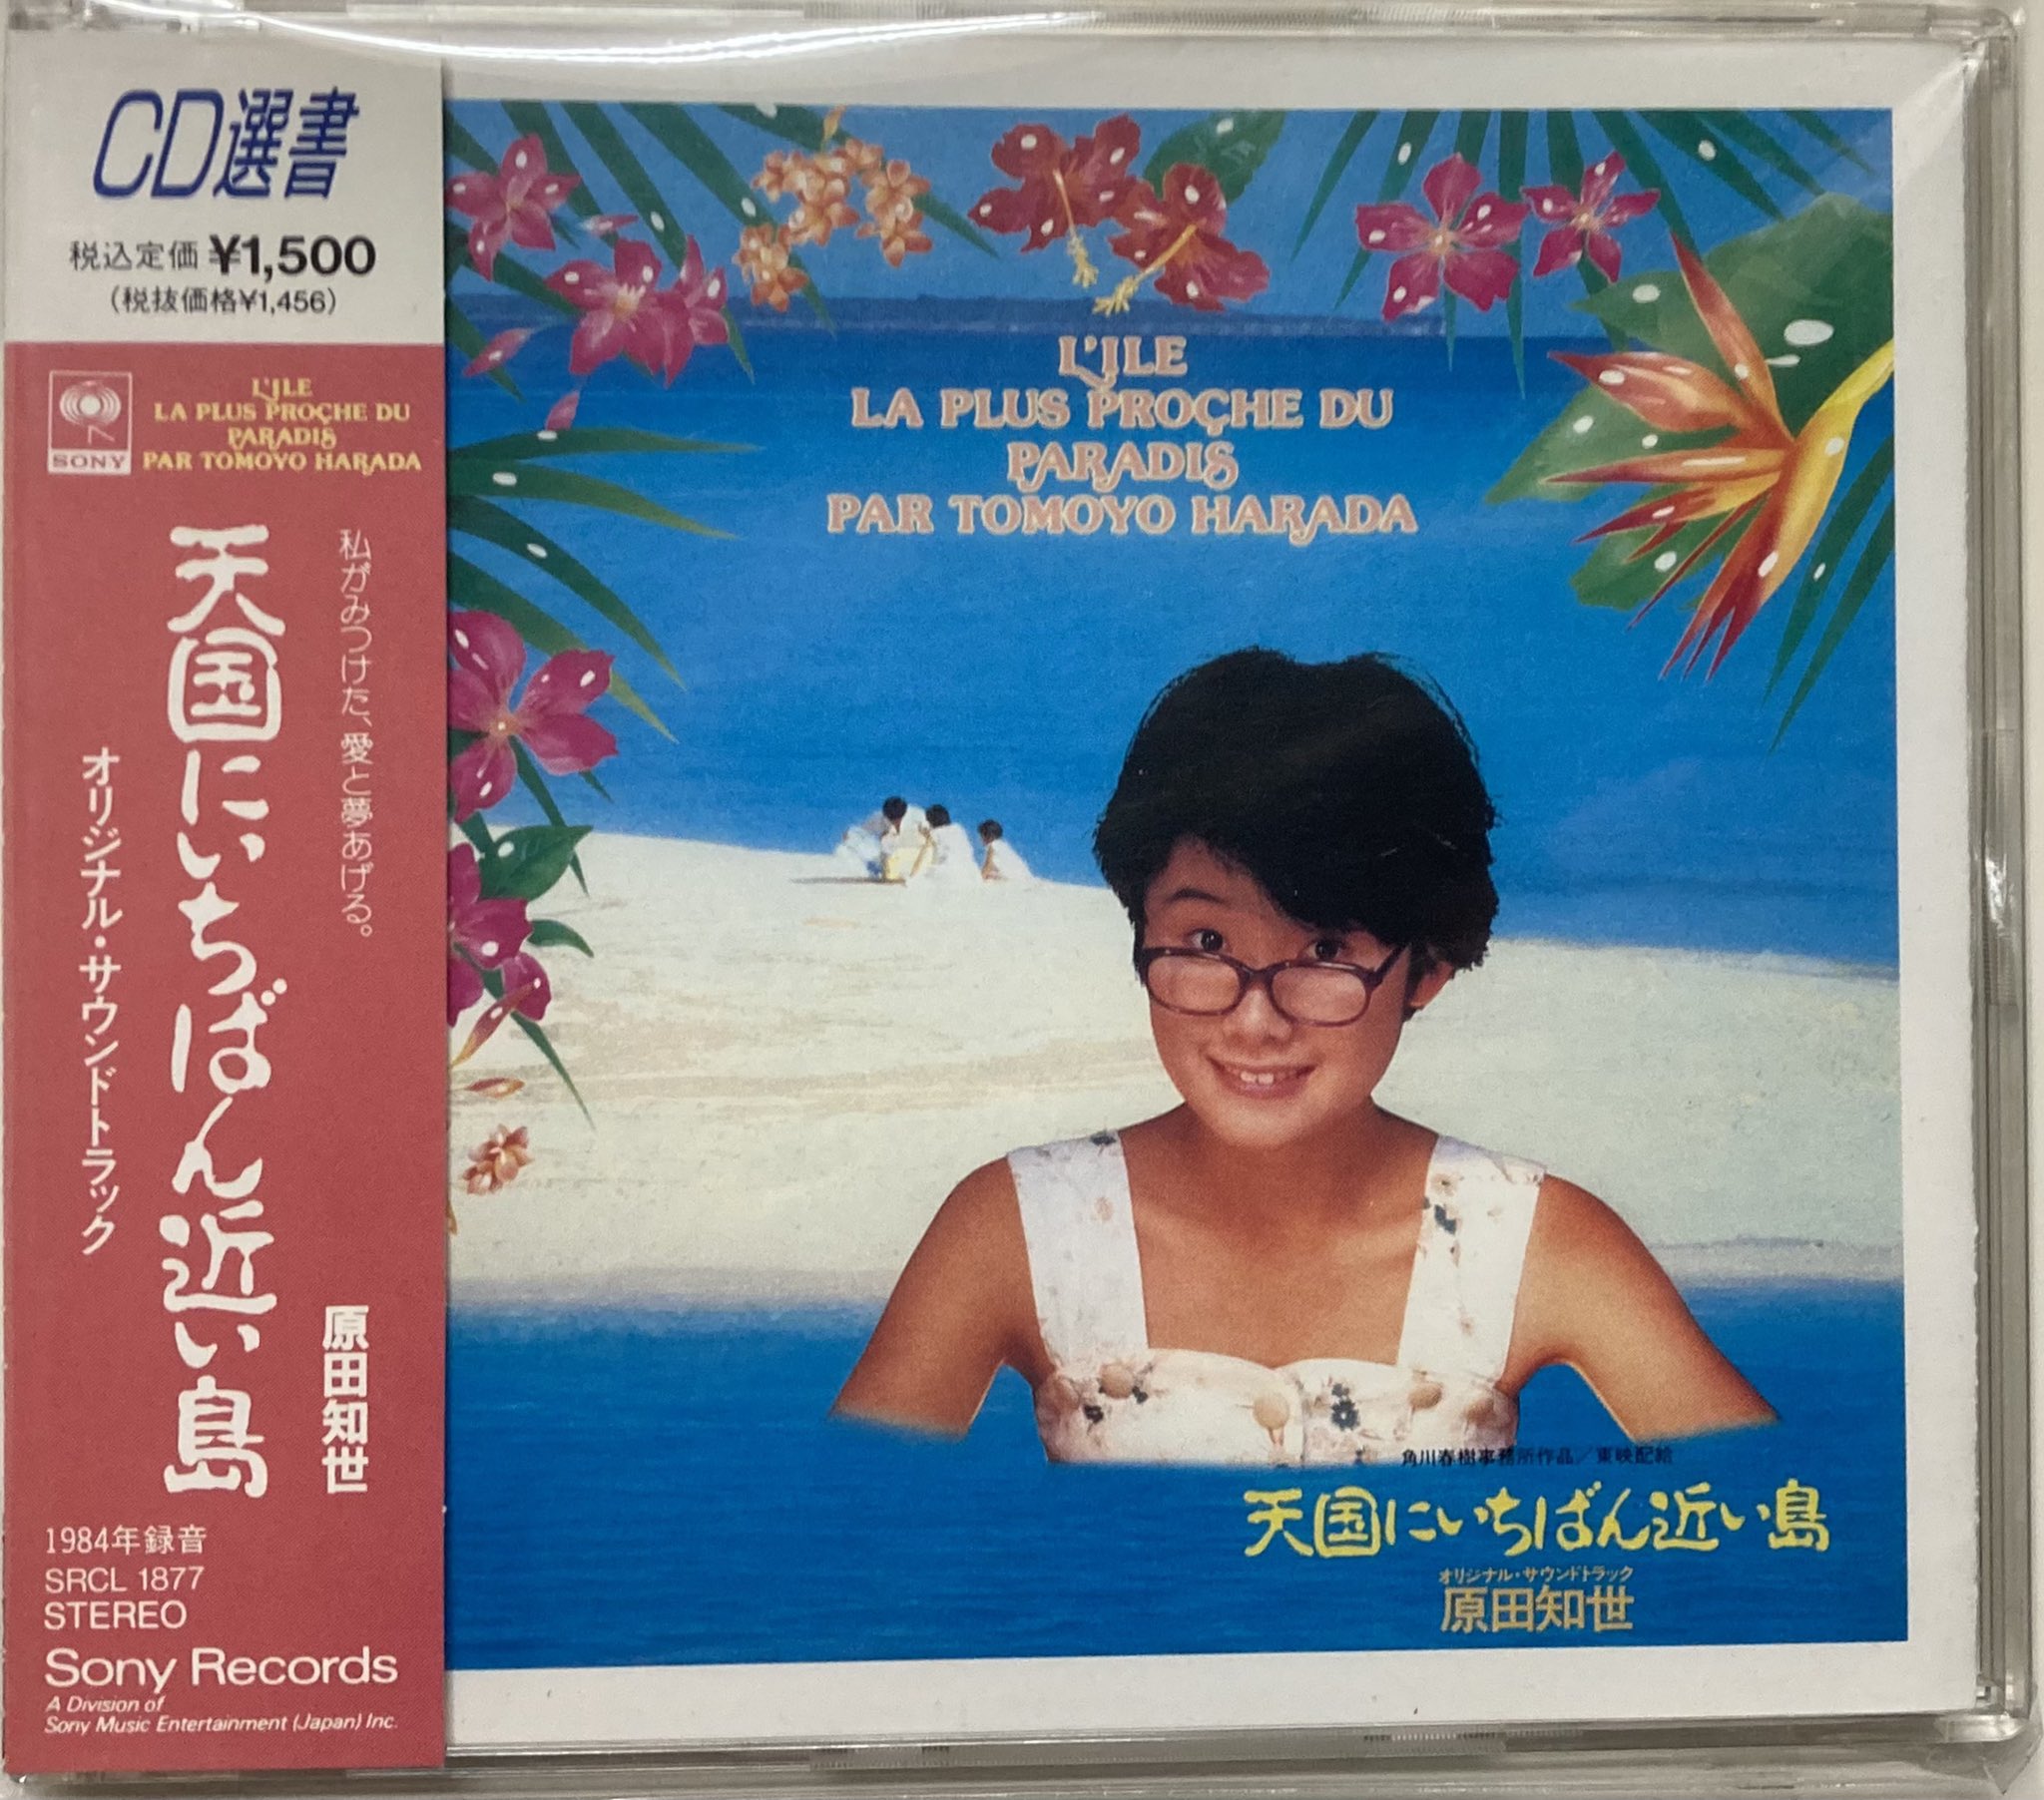 CD選書
税込定価 ¥1,500
(税抜価格¥1,456)
SONY
L'ILE
LA PLUS PROÇHE DU
PARADIS
PAR TOMOYO HARADA
私がみつけた、愛と夢あげる。
天国にいちばん近い島
オリジナル・サウンドトラック
原田知世
1984年録音
SRCL 1877
STEREO
Sony Records
A Division of
Sony Music Entertainment (Japan) Inc.
L'ILE
LA PLUS PROÇHE DU
PARADIS
PAR TOMOYO HARADA
角川春樹事務所作品／東映配給
天国にいちばん近い島
オリジナル・サウンドトラック
原田知世